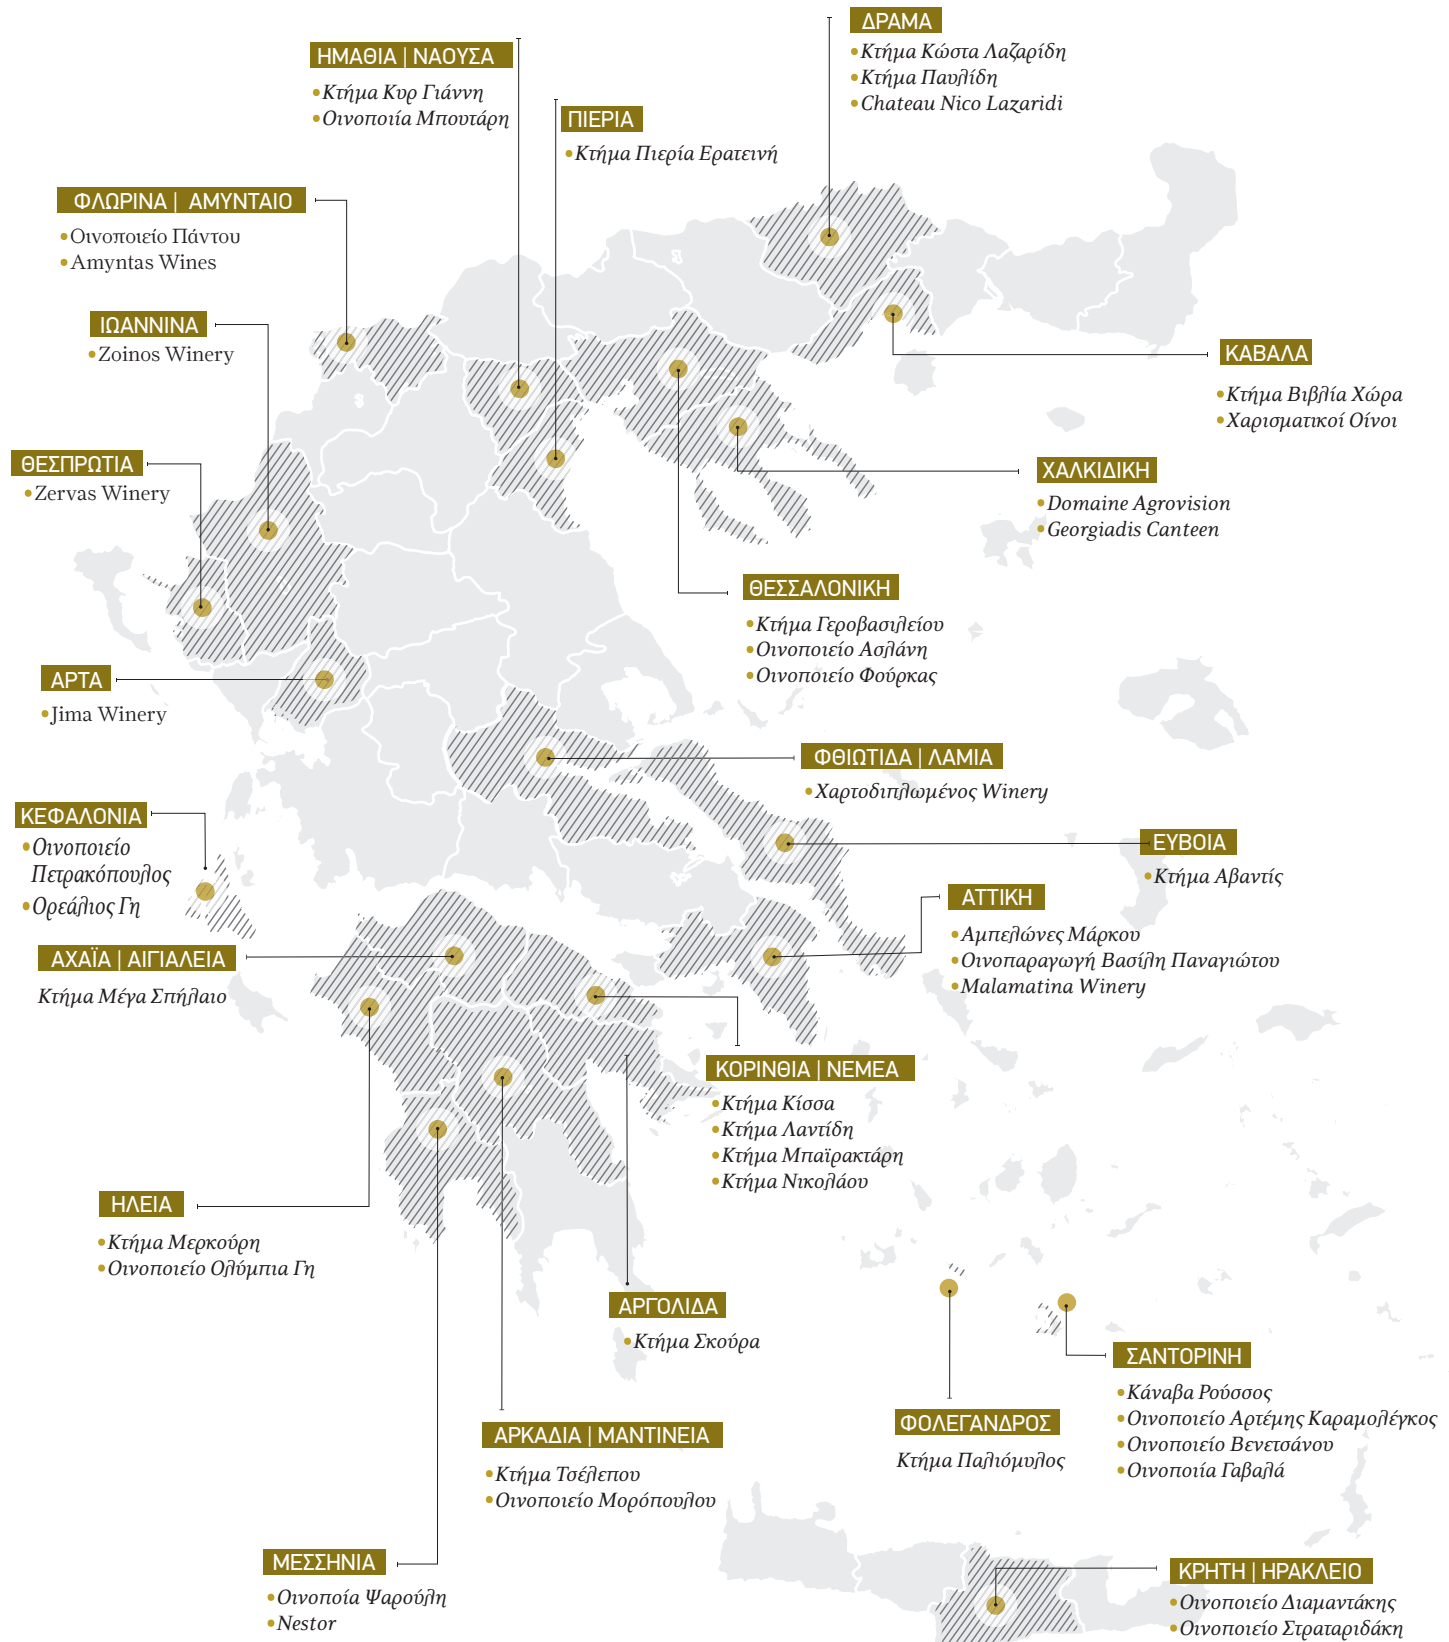 ΔΡΑΜΑ
•Κτήμα Κώστα Λαζαρίδη
•Κτήμα Παυλίδη
•Chateau Nico Lazaridi
ΗΜΑΘΙΑ | ΝΑΟΥΣΑ
•Κτήμα Κυρ Γιάννη
•Οινοποιία Μπουτάρη
ΠΙΕΡΙΑ
•Κτήμα Πιερία Ερατεινή
ΦΛΩΡΙΝΑ | ΑΜΥΝΤΑΙΟ
•Οινοποιείο Πάντου
•Amyntas Wines
ΙΩΑΝΝΙΝΑ
•Zoinos Winery
ΚΑΒΑΛΑ
•Κτήμα Βιβλία Χώρα
•Χαρισματικοί Οίνοι
ΘΕΣΠΡΩΤΙΑ
•Zervas Winery
ΧΑΛΚΙΔΙΚΗ
•Domaine Agrovision
•Georgiadis Canteen
ΘΕΣΣΑΛΟΝΙΚΗ
•Κτήμα Γεροβασιλείου
•Οινοποιείο Ασλάνη
•Οινοποιείο Φούρκας
ΑΡΤΑ
•Jima Winery
ΦΘΙΩΤΙΔΑ | ΛΑΜΙΑ
•Χαρτοδιπλωμένος Winery
ΚΕΦΑΛΟΝΙΑ
•Οινοποιείο
Πετρακόπουλος
•Ορεάλιος Γη
ΕΥΒΟΙΑ
•Κτήμα Αβαντίς
ΑΤΤΙΚΗ
•Αμπελώνες Μάρκου
•Οινοπαραγωγή Βασίλη Παναγιώτου
•Malamatina Winery
ΑΧΑΪΑ | ΑΙΓΙΑΛΕΙΑ
Κτήμα Μέγα Σπήλαιο
ΚΟΡΙΝΘΙΑ | ΝΕΜΕΑ
•Κτήμα Κίσσα
•Κτήμα Λαντίδη
•Κτήμα Μπαϊρακτάρη
•Κτήμα Νικολάου
ΗΛΕΙΑ
•Κτήμα Μερκούρη
•Οινοποιείο Ολύμπια Γη
ΑΡΓΟΛΙΔΑ
•Κτήμα Σκούρα
ΣΑΝΤΟΡΙΝΗ
•Κάναβα Ρούσσος
•Οινοποιείο Αρτέμης Καραμολέγκος
•Οινοποιείο Βενετσάνου
•Οινοποιία Γαβαλά
ΦΟΛΕΓΑΝΔΡΟΣ
Κτήμα Παλιόμυλος
ΑΡΚΑΔΙΑ | ΜΑΝΤΙΝΕΙΑ
•Κτήμα Τσέλεπου
•Οινοποιείο Μορόπουλου
ΜΕΣΣΗΝΙΑ
•Οινοποία Ψαρούλη
•Nestor
ΚΡΗΤΗ | ΗΡΑΚΛΕΙΟ
•Οινοποιείο Διαμαντάκης
•Οινοποιείο Στραταριδάκη